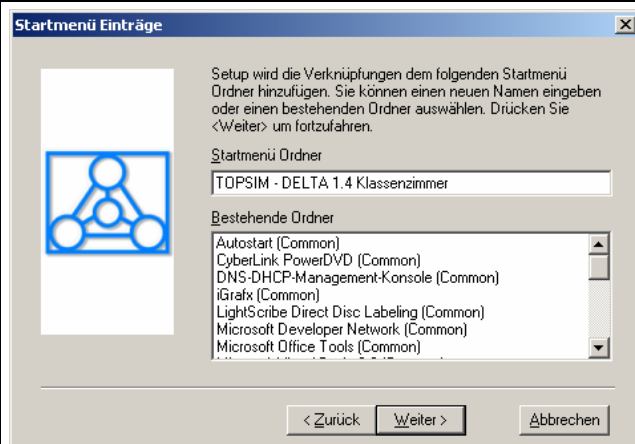 Startmenü Einträge
Setup wird die Verknüpfungen dem folgenden Startmenü
Ordner hinzufügen. Sie können einen neuen Namen eingeben
oder einen bestehenden Ordner auswählen. Drücken Sie
<Weiter> um fortzufahren.
Startmenü Ordner
TOPSIM - DELTA 1.4 Klassenzimmer
Bestehende Ordner
Autostart (Common)
CyberLink PowerDVD (Common)
DNS-DHCP-Management-Konsole (Common)
iGrafx (Common)
LightScribe Direct Disc Labeling (Common)
Microsoft Developer Network (Common)
Microsoft Office Tools (Common)
< Zurück
Weiter >
Abbrechen